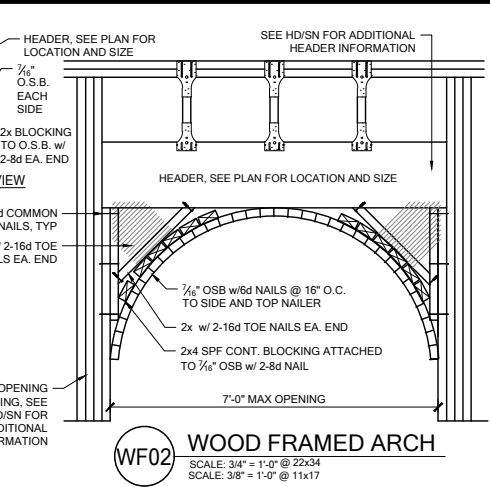 HEADER, SEE PLAN FOR
LOCATION AND SIZE
7/16"
O.S.B.
EACH
SIDE
2x BLOCKING
TO O.S.B. w/
2-8d EA. END
VIEW
COMMON
NAILS, TYP
2-16d TOE
EA. END
OPENING
SEE
HD/SN FOR
SEE HD/SN FOR ADDITIONAL
HEADER INFORMATION
HEADER, SEE PLAN FOR LOCATION AND SIZE
7/16" OSB w/6d NAILS @ 16" O.C.
TO SIDE AND TOP NAILER
2x w/ 2-16d TOE NAILS EA. END
2x4 SPF CONT. BLOCKING ATTACHED
TO 7/16" OSB w/ 2-8d NAIL
7'-0" MAX OPENING
WF02
WOOD FRAMED ARCH
SCALE: 3/4" = 1'-0" @ 22x34
SCALE: 3/8" = 1'-0" @ 11x17